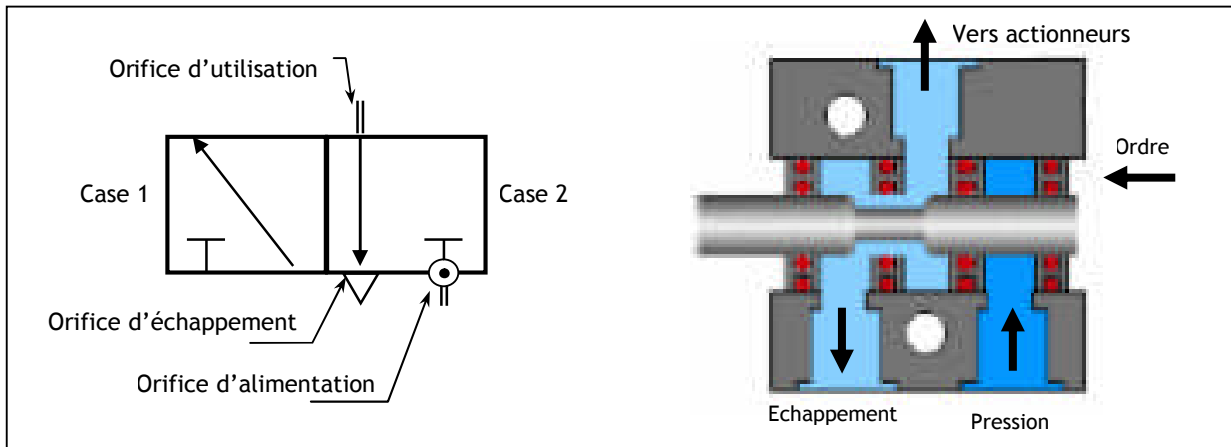 Orifice d'utilisation
Case 1
Case 2
Orifice d'échappement
Orifice d'alimentation
Vers actionneurs
Ordre
Echappement
Pression